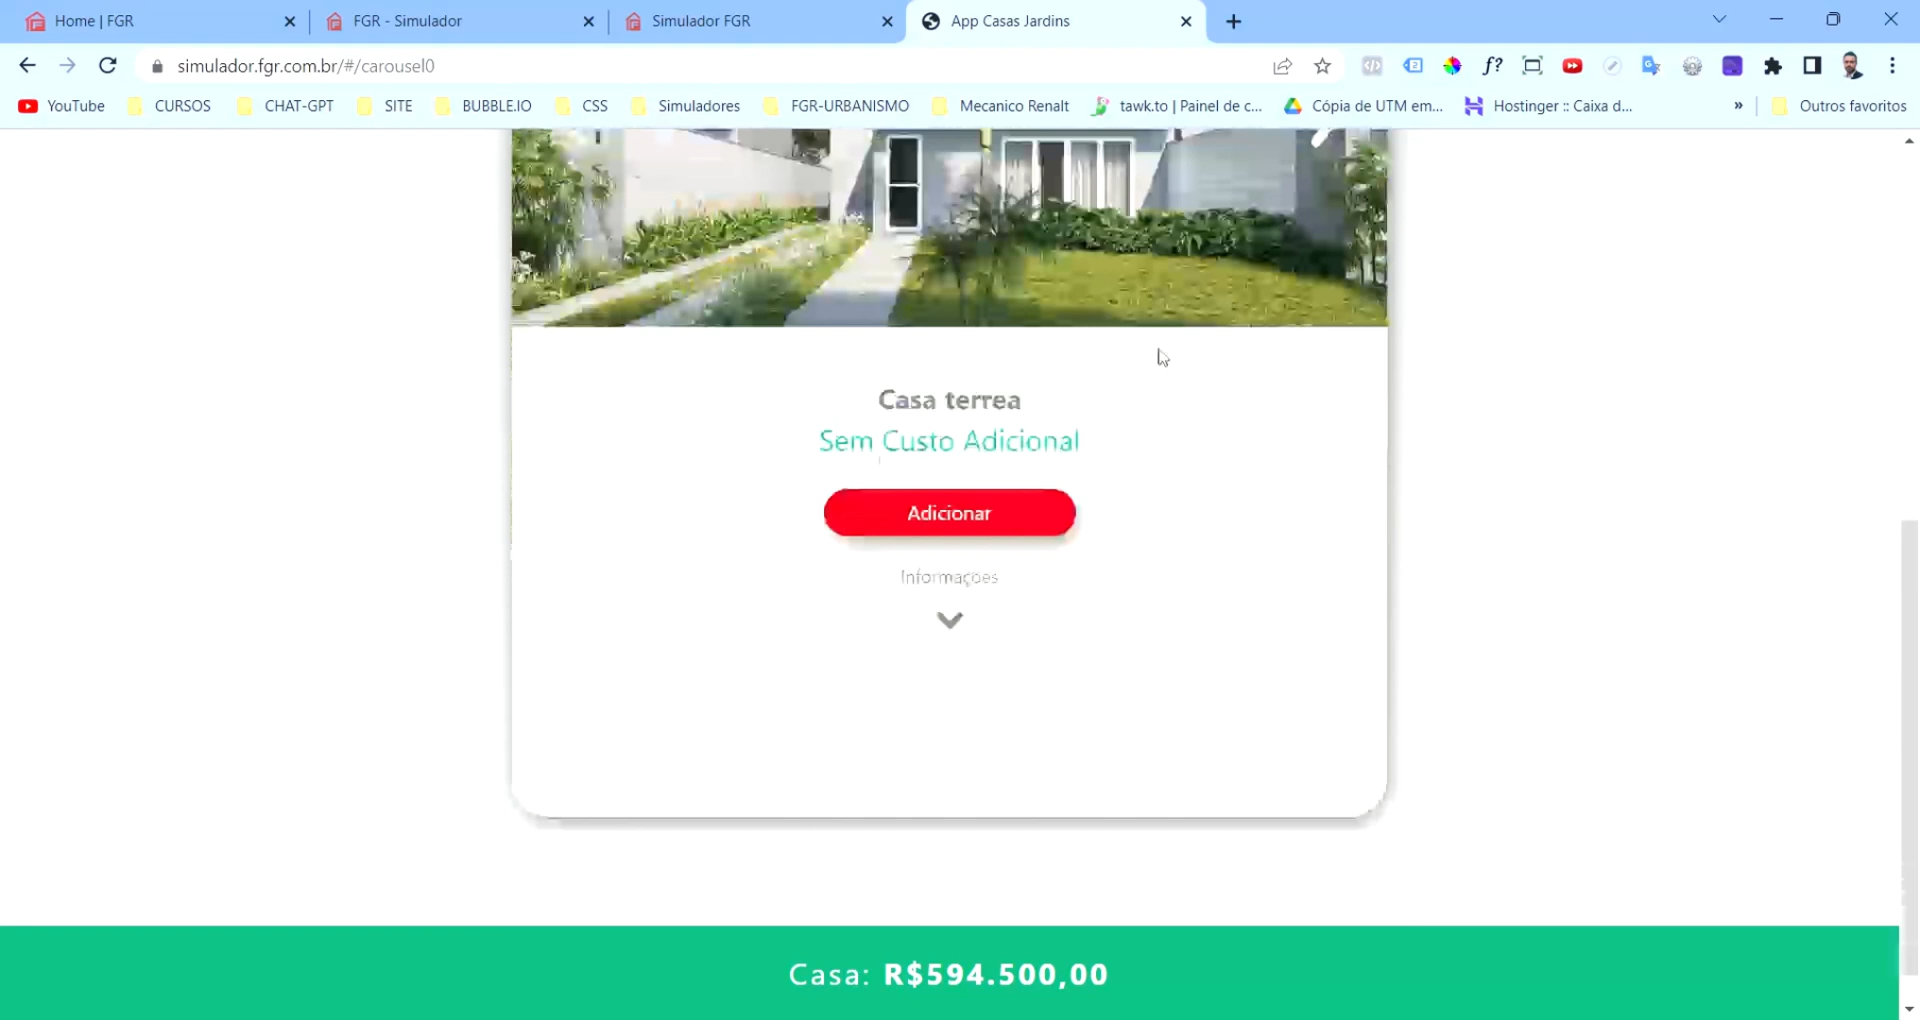 Home | FGR
FGR - Simulador
Simulador FGR
App Casas Jardins
simulador.fgr.com.br/#/carousel0
YouTube
CURSOS
CHAT-GPT
SITE
BUBBLE.IO
CSS
Simuladores
FGR-URBANISMO
Mecanico Renalt
tawk.to | Painel de c...
Cópia de UTM em...
Hostinger :: Caixa d...
»
Outros favoritos
Casa terrea
Sem Custo Adicional
Adicionar
Informaçoes
Casa: R$594.500,00